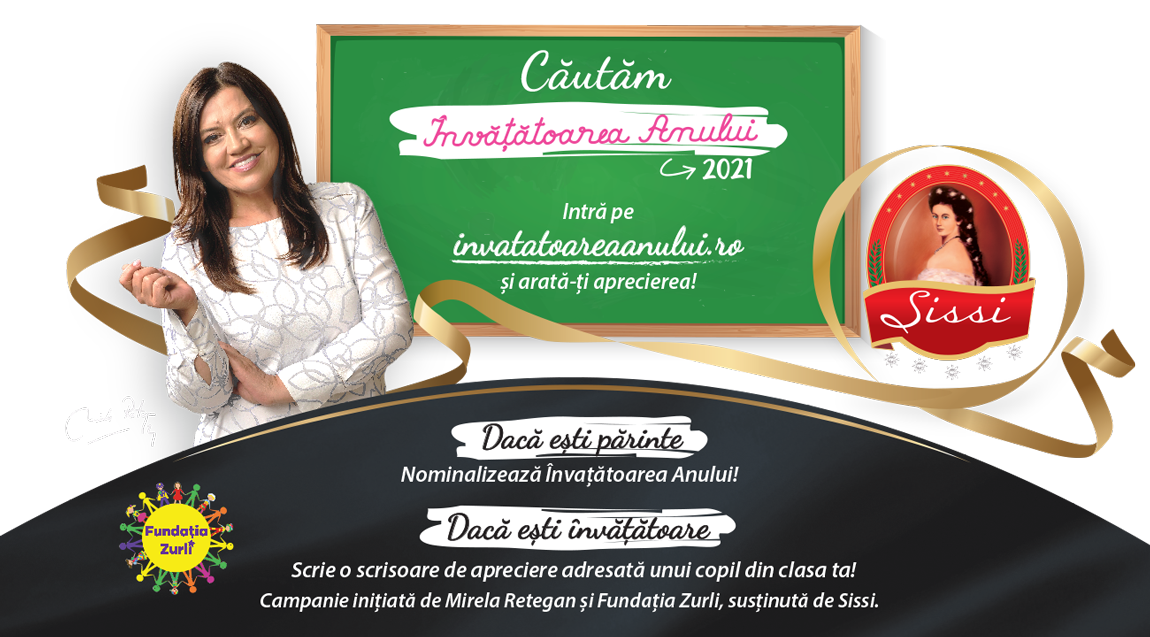 Căutăm
Învățătoarea Anului
2021
Intră pe
invatatoareaanului.ro
și arată-ți aprecierea!
Sissi
Dacă ești părinte
Nominalizează Învațătoarea Anului!
Dacă ești învățătoare
Fundația
Zurli
Scrie o scrisoare de apreciere adresată unui copil din clasa ta!
Campanie inițiată de Mirela Retegan și Fundația Zurli, susținută de Sissi.